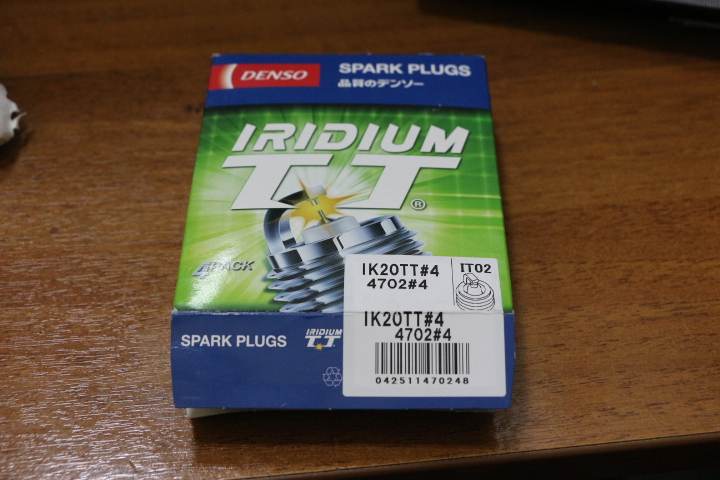 DENSO
SPARK PLUGS
品質のデンソー
IRIDIUM
TT®
4PACK
IK20TT#4
4702#4
IT02
IK20TT#4
4702#4
SPARK PLUGS
IRIDIUM
TT
042511470248